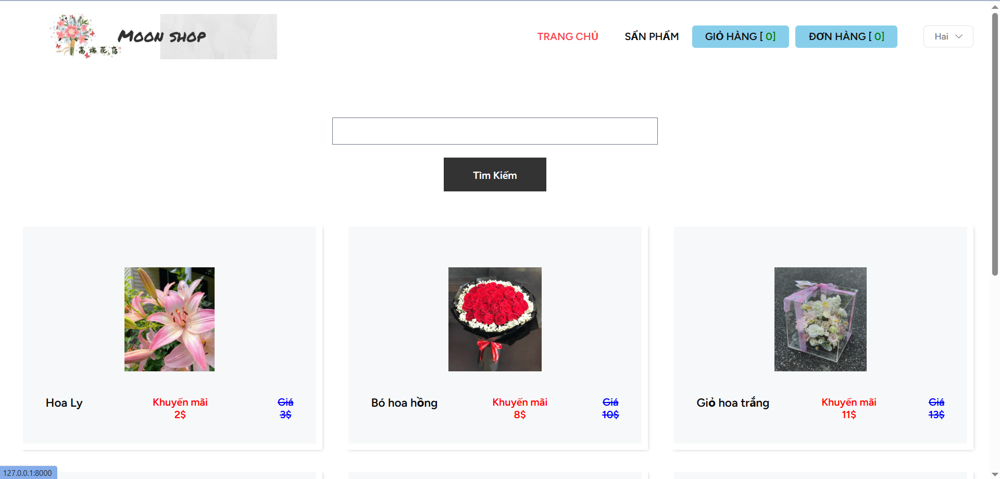 高端花店
Moon shop
TRANG CHỦ
SẢN PHẨM
GIỎ HÀNG [ 0]
ĐƠN HÀNG [ 0]
Hai
Tìm Kiếm
Hoa Ly
Khuyến mãi
2$
Giá
3$
Bó hoa hồng
Khuyến mãi
8$
Giá
10$
Giỏ hoa trắng
Khuyến mãi
11$
Giá
13$
127.0.0.1:8000